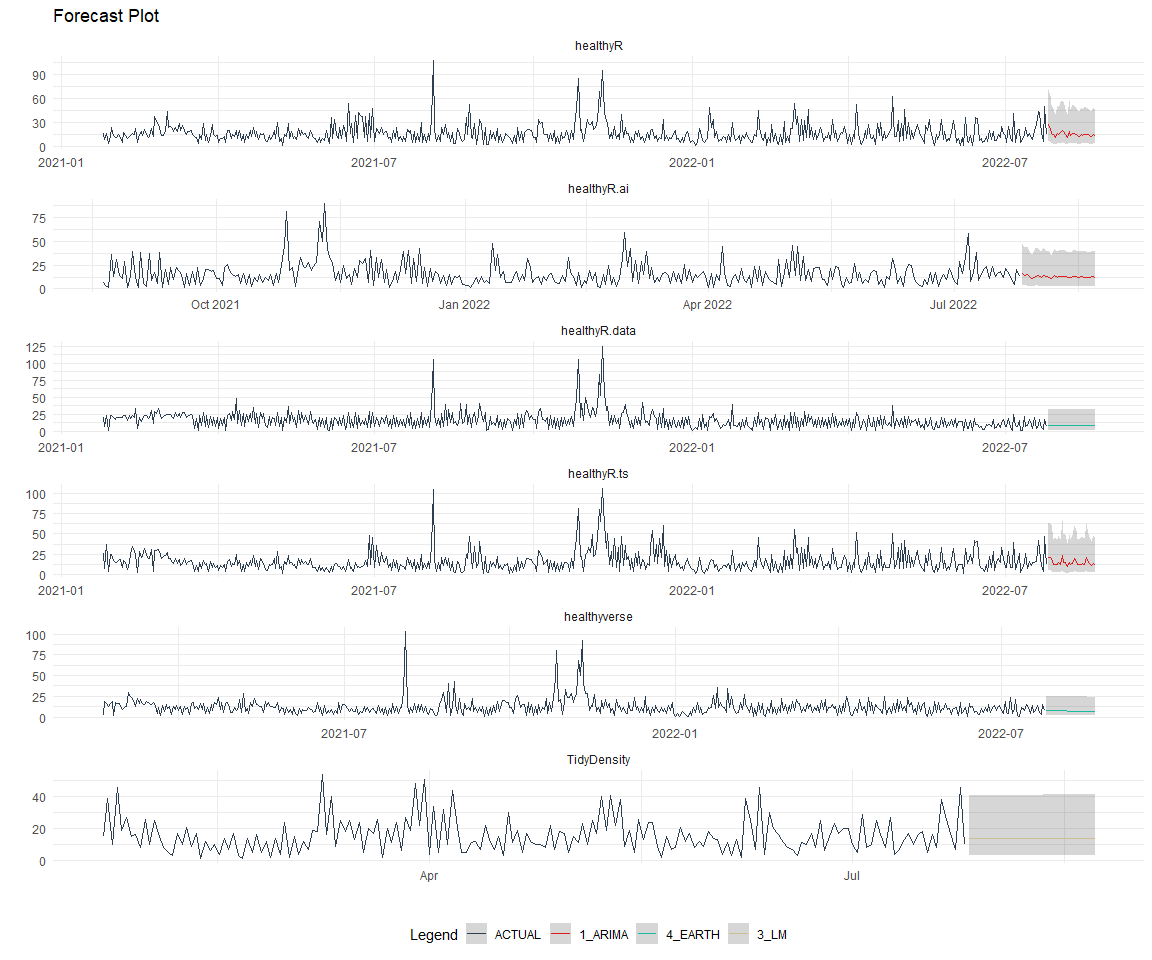 Forecast Plot
healthyR
90
60
30
0
2021-01 2021-07 2022-01 2022-07
healthyR.ai
75
50
25
0
Oct 2021 Jan 2022 Apr 2022 Jul 2022
healthyR.data
125
100
75
50
25
0
2021-01 2021-07 2022-01 2022-07
healthyR.ts
100
75
50
25
0
2021-01 2021-07 2022-01 2022-07
healthyverse
100
75
50
25
0
2021-07 2022-01 2022-07
TidyDensity
40
20
0
Apr Jul
Legend ACTUAL 1_ARIMA 4_EARTH 3_LM